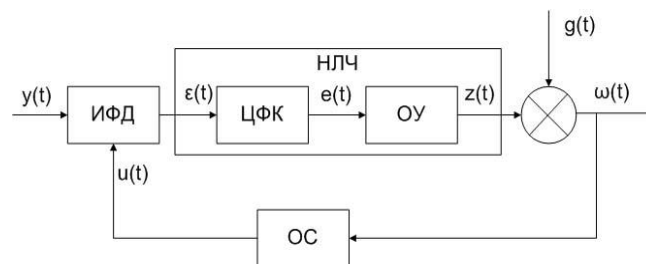 g(t)
НЛЧ
y(t) ε(t) e(t) z(t) ω(t)
ИФД ЦФК ОУ
u(t)
ОС